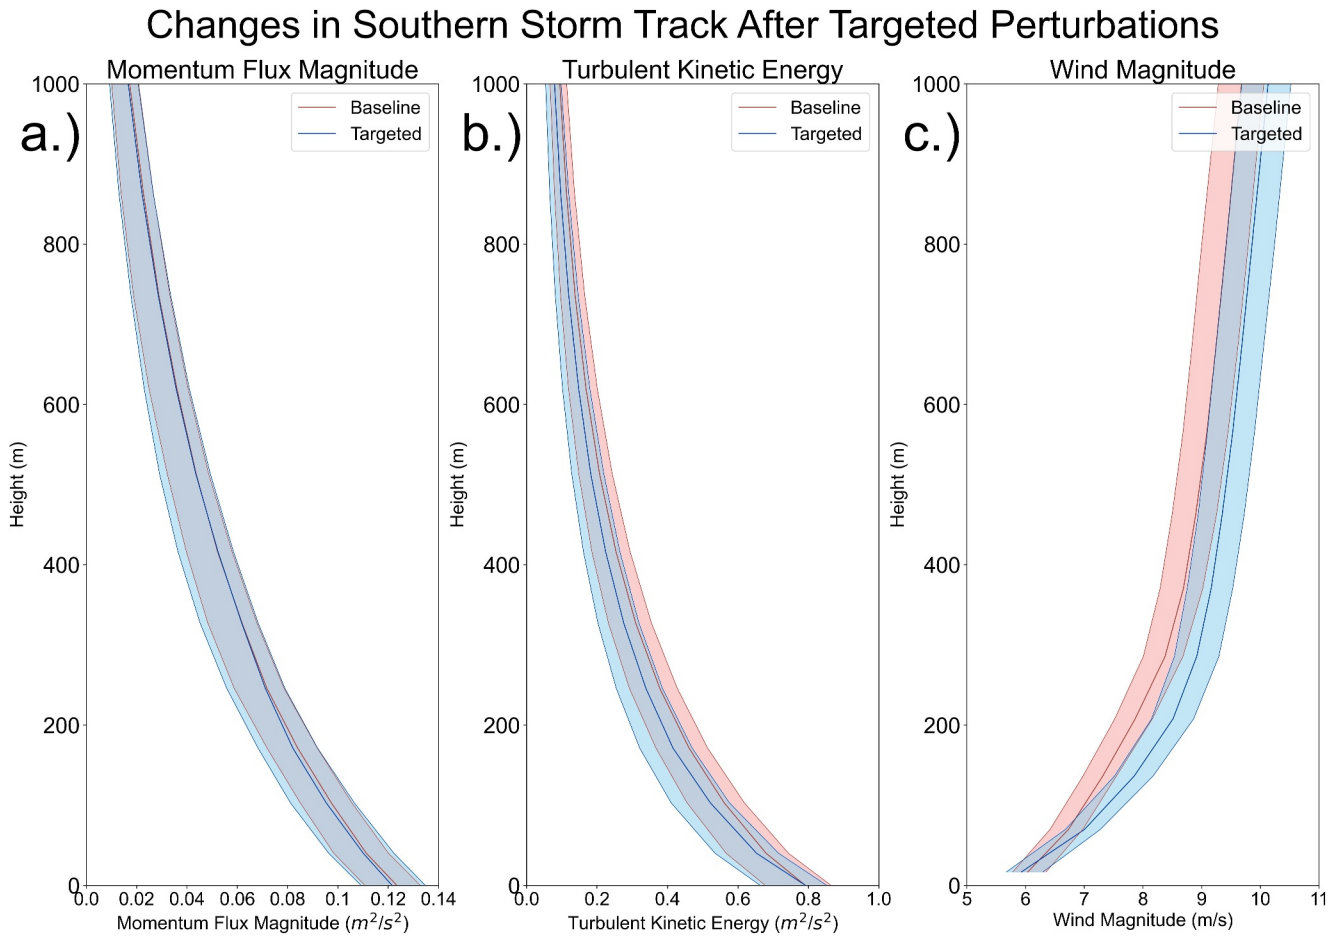 Changes in Southern Storm Track After Targeted Perturbations
Momentum Flux Magnitude
a.)
Baseline
Targeted
1000
800
600
400
200
0
Height (m)
0.0 0.02 0.04 0.06 0.08 0.10 0.12 0.14
Momentum Flux Magnitude (m²/s²)
Turbulent Kinetic Energy
b.)
Baseline
Targeted
1000
800
600
400
200
0
Height (m)
0.0 0.2 0.4 0.6 0.8 1.0
Turbulent Kinetic Energy (m²/s²)
Wind Magnitude
c.)
Baseline
Targeted
1000
800
600
400
200
0
Height (m)
5 6 7 8 9 10 11
Wind Magnitude (m/s)